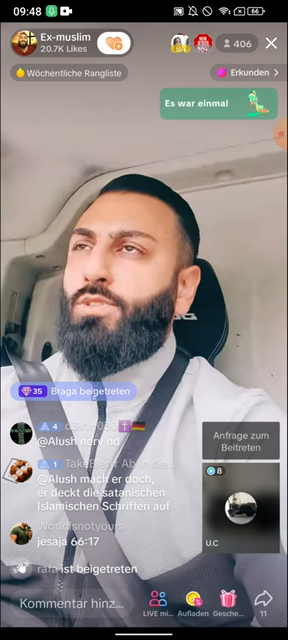 09:48
66
Ex-muslim
20.7K Likes
406
Wöchentliche Rangliste
Erkunden >
Es war einmal
35 Braga beigetreten
4
@Alush nerv nd
Anfrage zum
Beitreten
1
@Alush mach er doch,
er deckt die satanischen
Islamischen Schriften auf
8
U.C
WorldIsnotyours
jesaja 66:17
rafa ist beigetreten
Kommentar hinz...
LIVE mi...
Aufladen
Gesche...
11